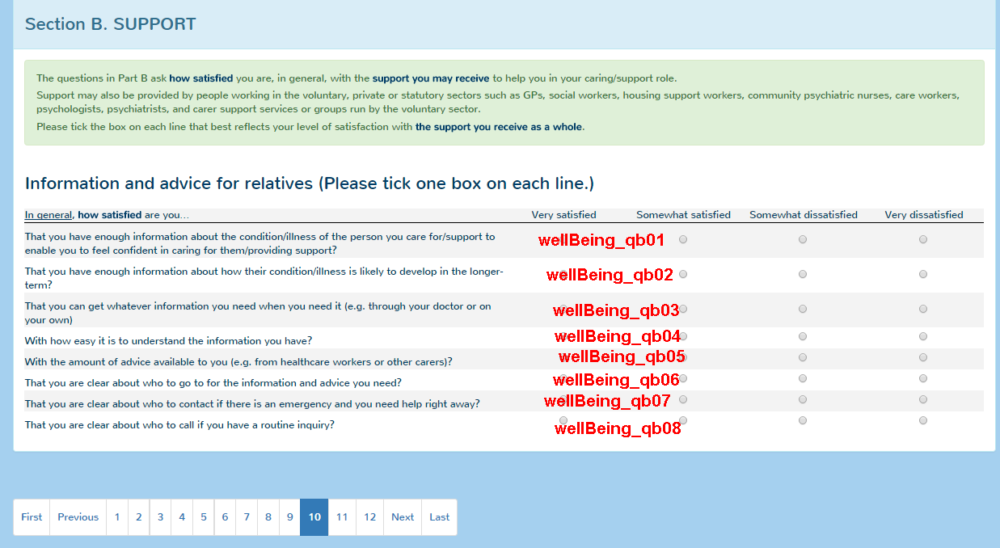 Section B. SUPPORT
The questions in Part B ask how satisfied you are, in general, with the support you may receive to help you in your caring/support role.
Support may also be provided by people working in the voluntary, private or statutory sectors such as GPs, social workers, housing support workers, community psychiatric nurses, care workers,
psychologists, psychiatrists, and carer support services or groups run by the voluntary sector.
Please tick the box on each line that best reflects your level of satisfaction with the support you receive as a whole.
Information and advice for relatives (Please tick one box on each line.)
In general, how satisfied are you... Very satisfied Somewhat satisfied Somewhat dissatisfied Very dissatisfied
That you have enough information about the condition/illness of the person you care for/support to
enable you to feel confident in caring for them/providing support?
wellBeing_qb01
That you have enough information about how their condition/illness is likely to develop in the longer-
term?
wellBeing_qb02
That you can get whatever information you need when you need it (e.g. through your doctor or on
your own)
wellBeing_qb03
With how easy it is to understand the information you have? wellBeing_qb04
With the amount of advice available to you (e.g. from healthcare workers or other carers)? wellBeing_qb05
That you are clear about who to go to for the information and advice you need? wellBeing_qb06
That you are clear about who to contact if there is an emergency and you need help right away? wellBeing_qb07
That you are clear about who to call if you have a routine inquiry? wellBeing_qb08
First Previous 1 2 3 4 5 6 7 8 9 10 11 12 Next Last